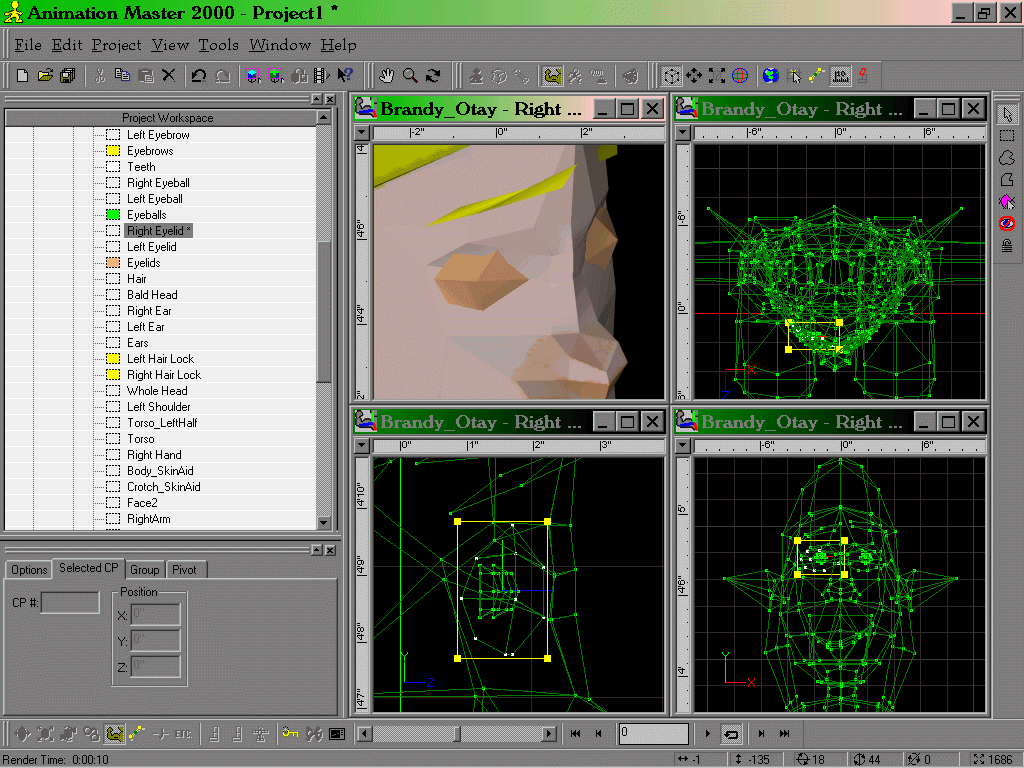 Animation Master 2000 - Project1 *
File Edit Project View Tools Window Help
Project Workspace
Left Eyebrow
Eyebrows
Teeth
Right Eyeball
Left Eyeball
Eyeballs
Right Eyelid *
Left Eyelid
Eyelids
Hair
Bald Head
Right Ear
Left Ear
Ears
Left Hair Lock
Right Hair Lock
Whole Head
Left Shoulder
Torso_LeftHalf
Torso
Right Hand
Body_SkinAid
Crotch_SkinAid
Face2
RightArm
Brandy_Otay - Right ...
-2" 0" 2"
4'6"
4'4"
Brandy_Otay - Right ...
-6" 0" 6"
-6"
0"
Brandy_Otay - Right ...
0" 1" 2" 3"
4'10"
4'9"
4'8"
4'7"
Y
Z
Brandy_Otay - Right ...
-6" 0" 6"
5'
4'6"
4'
Y
X
Options Selected CP Group Pivot
CP #:
Position
X: 0"
Y: 0"
Z: 0"
ETC
0
Render Time: 0:00:10
-1 -135 18 44 0 1686